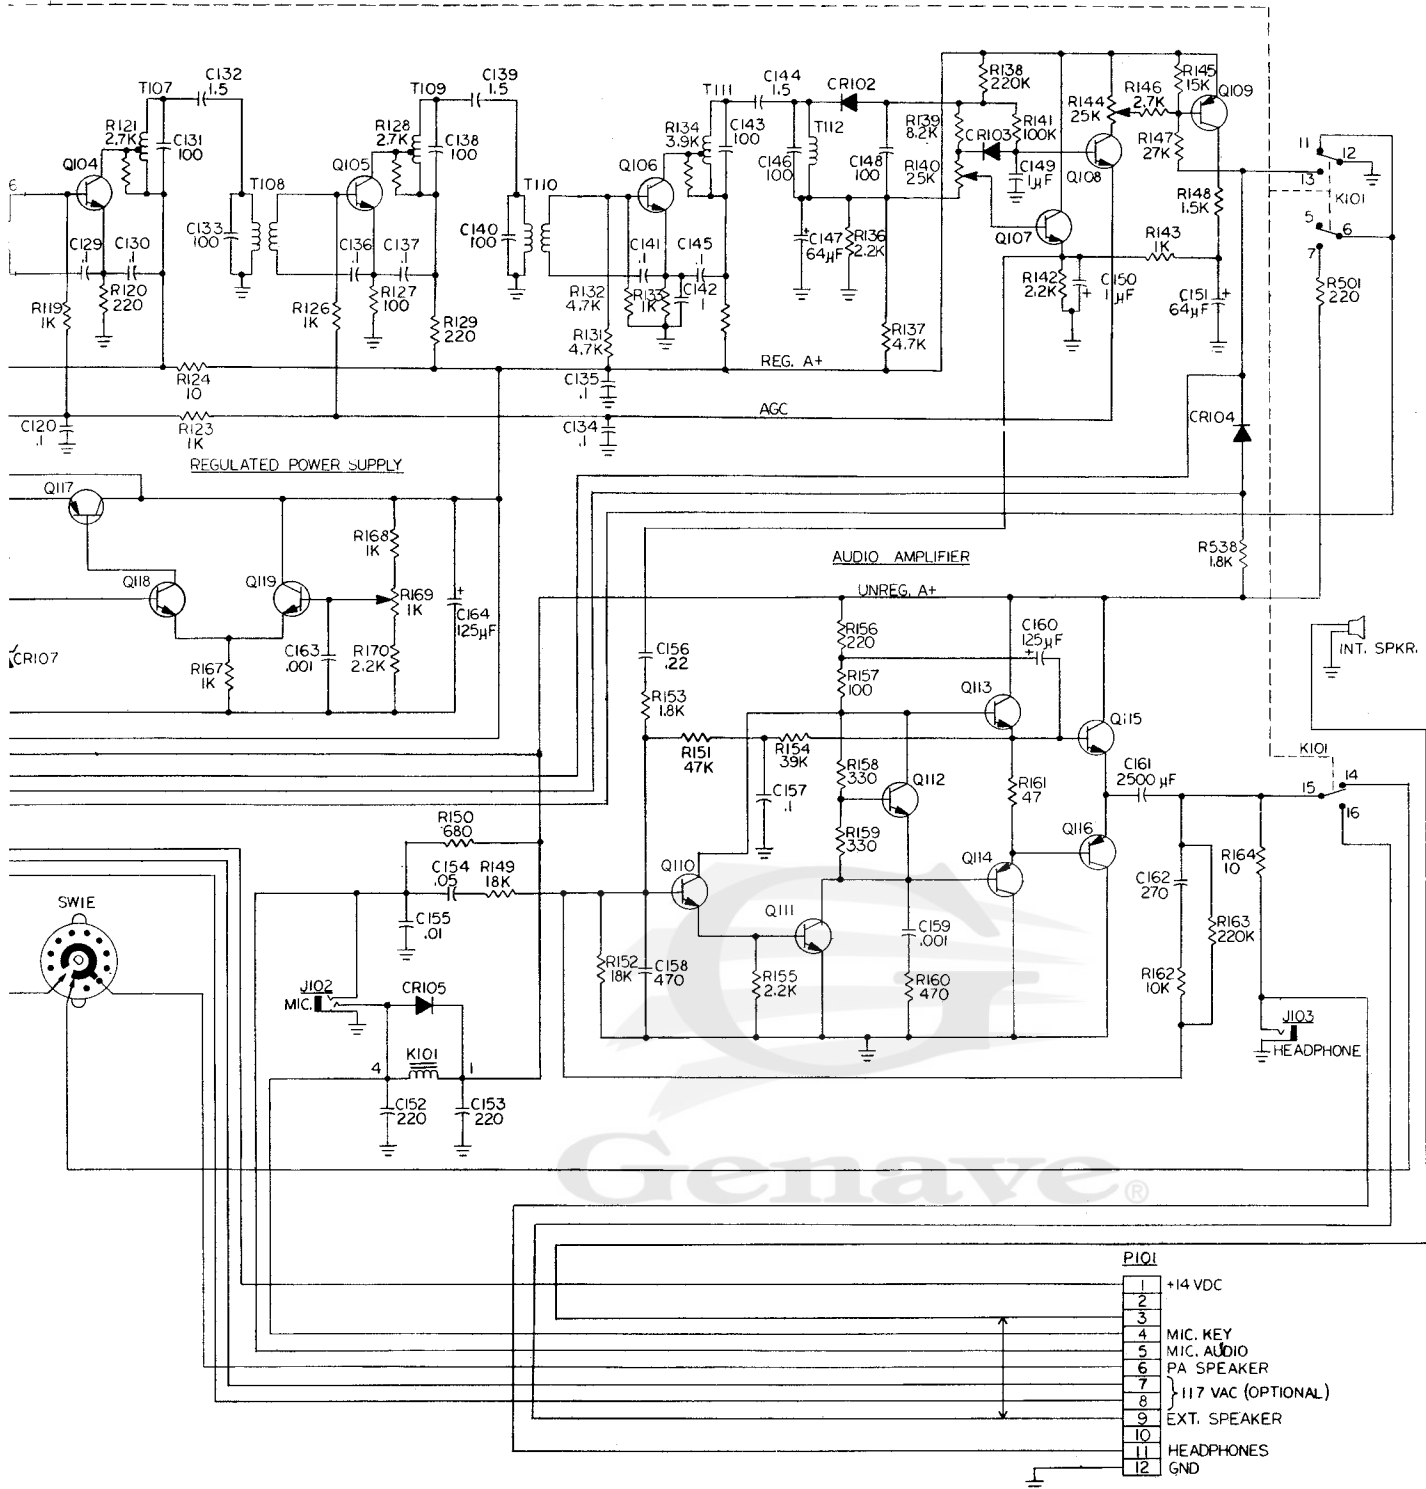 C132
1.5
T107
R121
2.7K
C131
100
Q104
6
T108
C133
100
C129
.1
C130
.1
R120
220
R119
1K
R124
10
C120
.1
R123
1K
C139
1.5
T109
R128
2.7K
C138
100
Q105
T110
C140
100
C136
.1
C137
.1
R127
100
R126
1K
R129
220
C144
1.5
T111
R134
3.9K
C143
100
Q106
C141
.1
C145
.1
C142
.1
R133
1K
R132
4.7K
R131
4.7K
C135
.1
C134
.1
CR102
T112
C146
100
C148
100
C147
64µF
R136
2.2K
R137
4.7K
REG. A+
AGC
R138
220K
R139
8.2K
R141
100K
CR103
R140
25K
C149
1µF
Q107
Q108
R142
2.2K
C150
1µF
R143
1K
R144
25K
R146
2.7K
R145
15K
Q109
R147
27K
R148
1.5K
C151
64µF
+
11
12
13
K101
5
6
7
R501
220
CR104
R538
1.8K
REGULATED POWER SUPPLY
Q117
Q118
Q119
R168
1K
R169
1K
R170
2.2K
C163
.001
+
C164
125µF
R167
1K
CR107
AUDIO AMPLIFIER
UNREG. A+
R156
220
C160
125µF
+
R157
100
C156
.22
R153
1.8K
R151
47K
R154
39K
C157
.1
R158
330
R159
330
Q112
Q113
Q115
R161
47
Q114
Q116
C161
2500 µF
K101
14
15
16
INT. SPKR.
R164
10
C162
270
R163
220K
R162
10K
J103
HEADPHONE
Q110
Q111
C159
.001
R160
470
R155
2.2K
C158
470
R152
18K
R150
680
C154
.05
R149
18K
C155
.01
J102
MIC.
CR105
K101
4
1
C152
220
C153
220
SW1E
Genave®
P101
1 +14 VDC
2
3
4 MIC. KEY
5 MIC. AUDIO
6 PA SPEAKER
7
8
117 VAC (OPTIONAL)
9 EXT. SPEAKER
10
11 HEADPHONES
12 GND